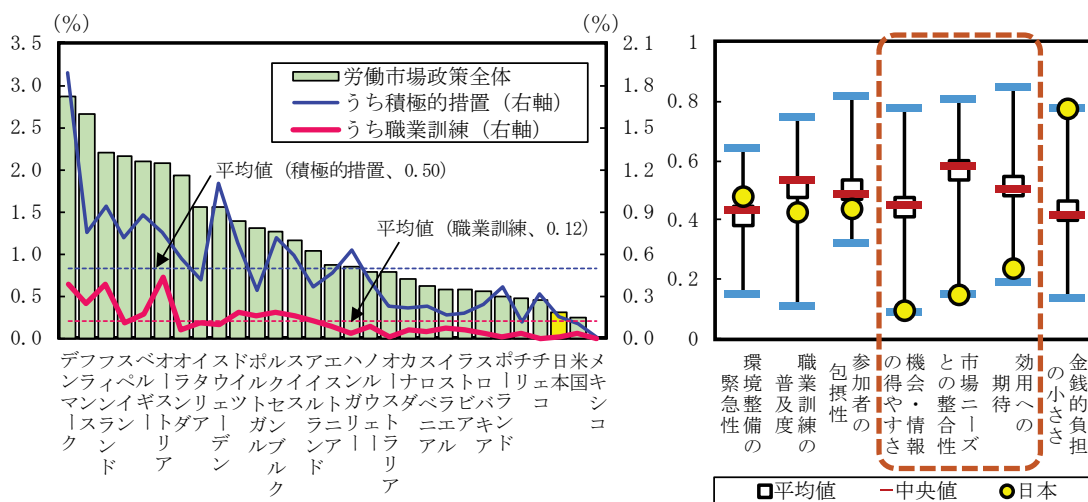 (%)
3.5
3.0
2.5
2.0
1.5
1.0
0.5
0.0
(%)
2.1
1.8
1.5
1.2
0.9
0.6
0.3
0.0
労働市場政策全体
うち積極的措置(右軸)
うち職業訓練(右軸)
平均値(積極的措置、0.50)
平均値(職業訓練、0.12)
デンマーク
フランス
フィンランド
スペイン
ベルギー
オーストリア
オランダ
イタリア
スウェーデン
ドイツ
ポルトガル
ルクセンブルク
スイス
アイルランド
エストニア
ハンガリー
ノルウェー
オーストラリア
カナダ
スロベニア
イスラエル
ラトビア
スロバキア
ポーランド
チリ
チェコ
日本
米国
メキシコ
1
0.8
0.6
0.4
0.2
0
環境整備の
緊急性
職業訓練の
普及度
参加者の
包摂性
機会・情報
の得やすさ
市場ニーズ
との整合性
効用への
期待
金銭的負担
の小ささ
平均値
中央値
日本